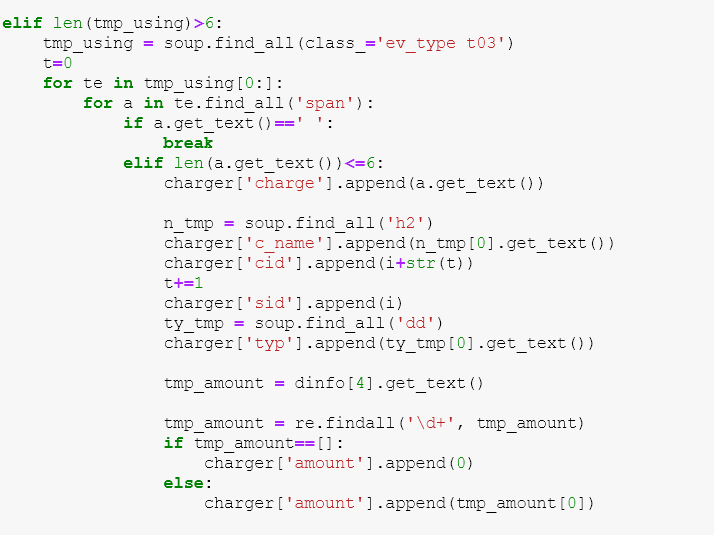 elif len(tmp_using)>6:
    tmp_using = soup.find_all(class_='ev_type t03')
    t=0
    for te in tmp_using[0:]:
        for a in te.find_all('span'):
            if a.get_text()==' ':
                break
            elif len(a.get_text())<=6:
                charger['charge'].append(a.get_text())

                n_tmp = soup.find_all('h2')
                charger['c_name'].append(n_tmp[0].get_text())
                charger['cid'].append(i+str(t))
                t+=1
                charger['sid'].append(i)
                ty_tmp = soup.find_all('dd')
                charger['typ'].append(ty_tmp[0].get_text())

                tmp_amount = dinfo[4].get_text()

                tmp_amount = re.findall('\d+', tmp_amount)
                if tmp_amount==[]:
                    charger['amount'].append(0)
                else:
                    charger['amount'].append(tmp_amount[0])